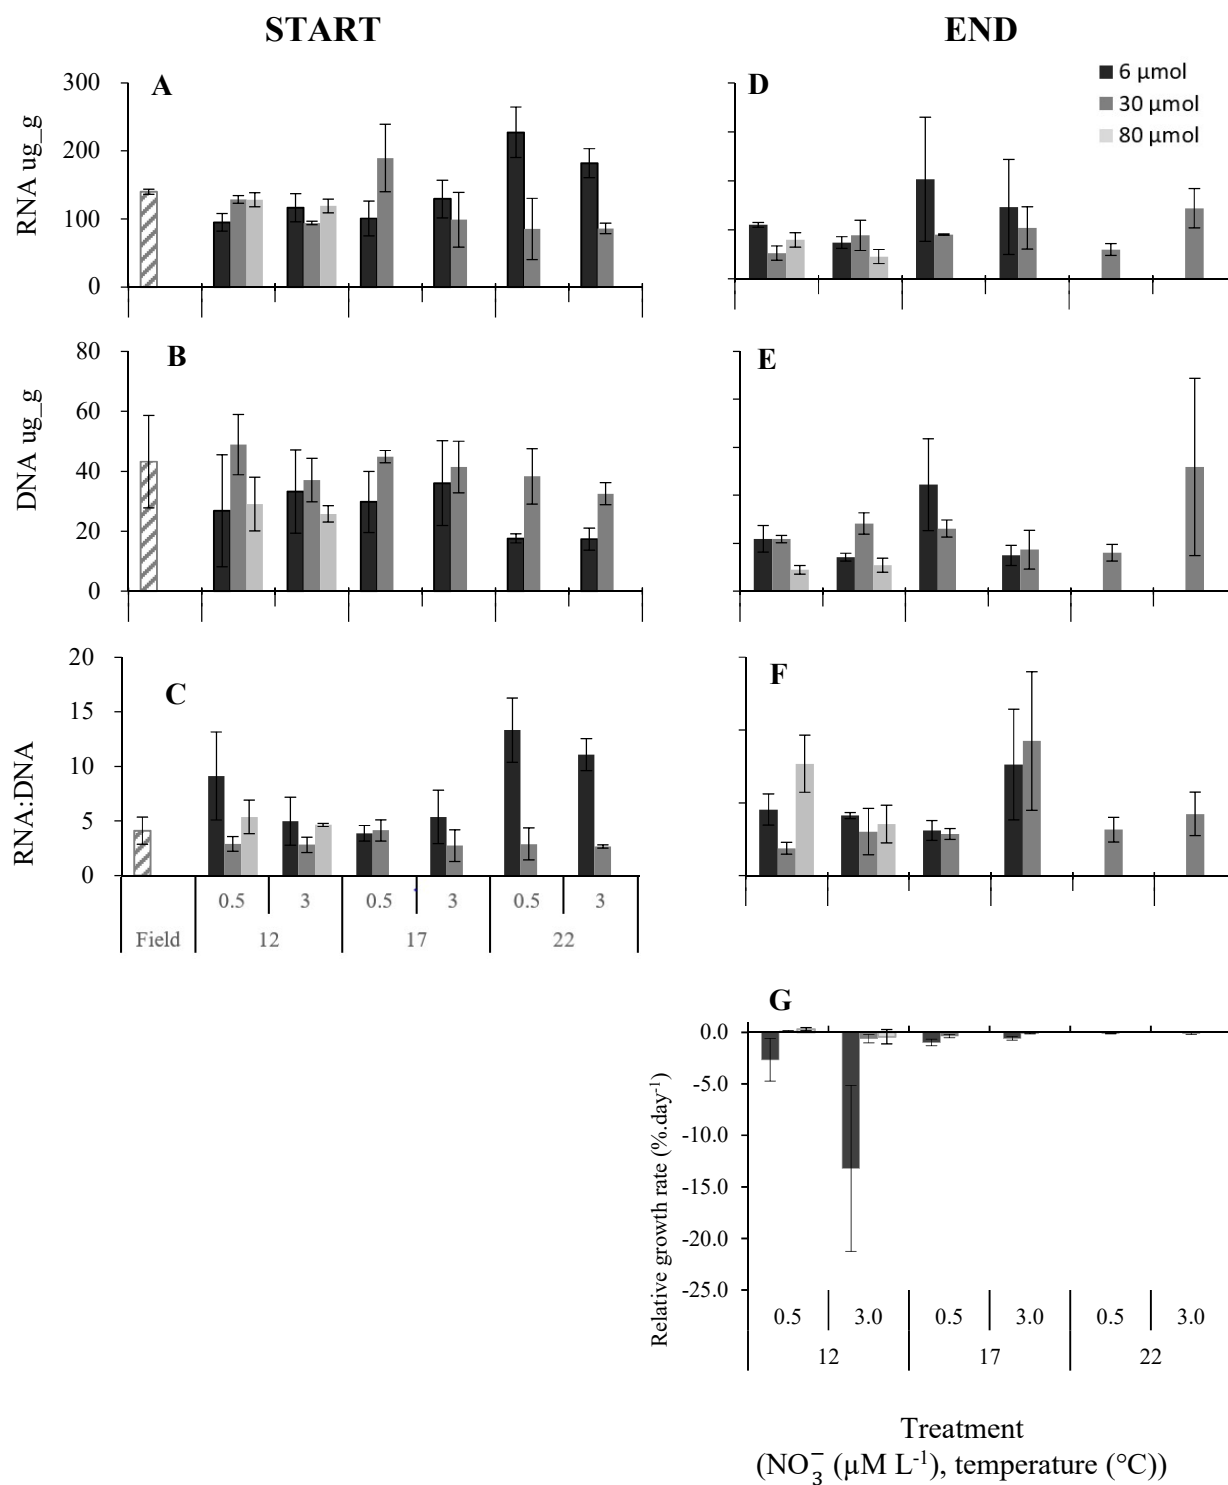 START
END
A
300
200
100
0
RNA ug_g
D
6 µmol
30 µmol
80 µmol
B
80
60
40
20
0
DNA ug_g
E
C
20
15
10
5
0
RNA:DNA
0.5 3 0.5 3 0.5 3
Field 12 17 22
F
G
0.0
-5.0
-10.0
-15.0
-20.0
-25.0
Relative growth rate (%.day-1)
0.5 3.0 0.5 3.0 0.5 3.0
12 17 22
Treatment
(NO₃⁻ (µM L⁻¹), temperature (°C))